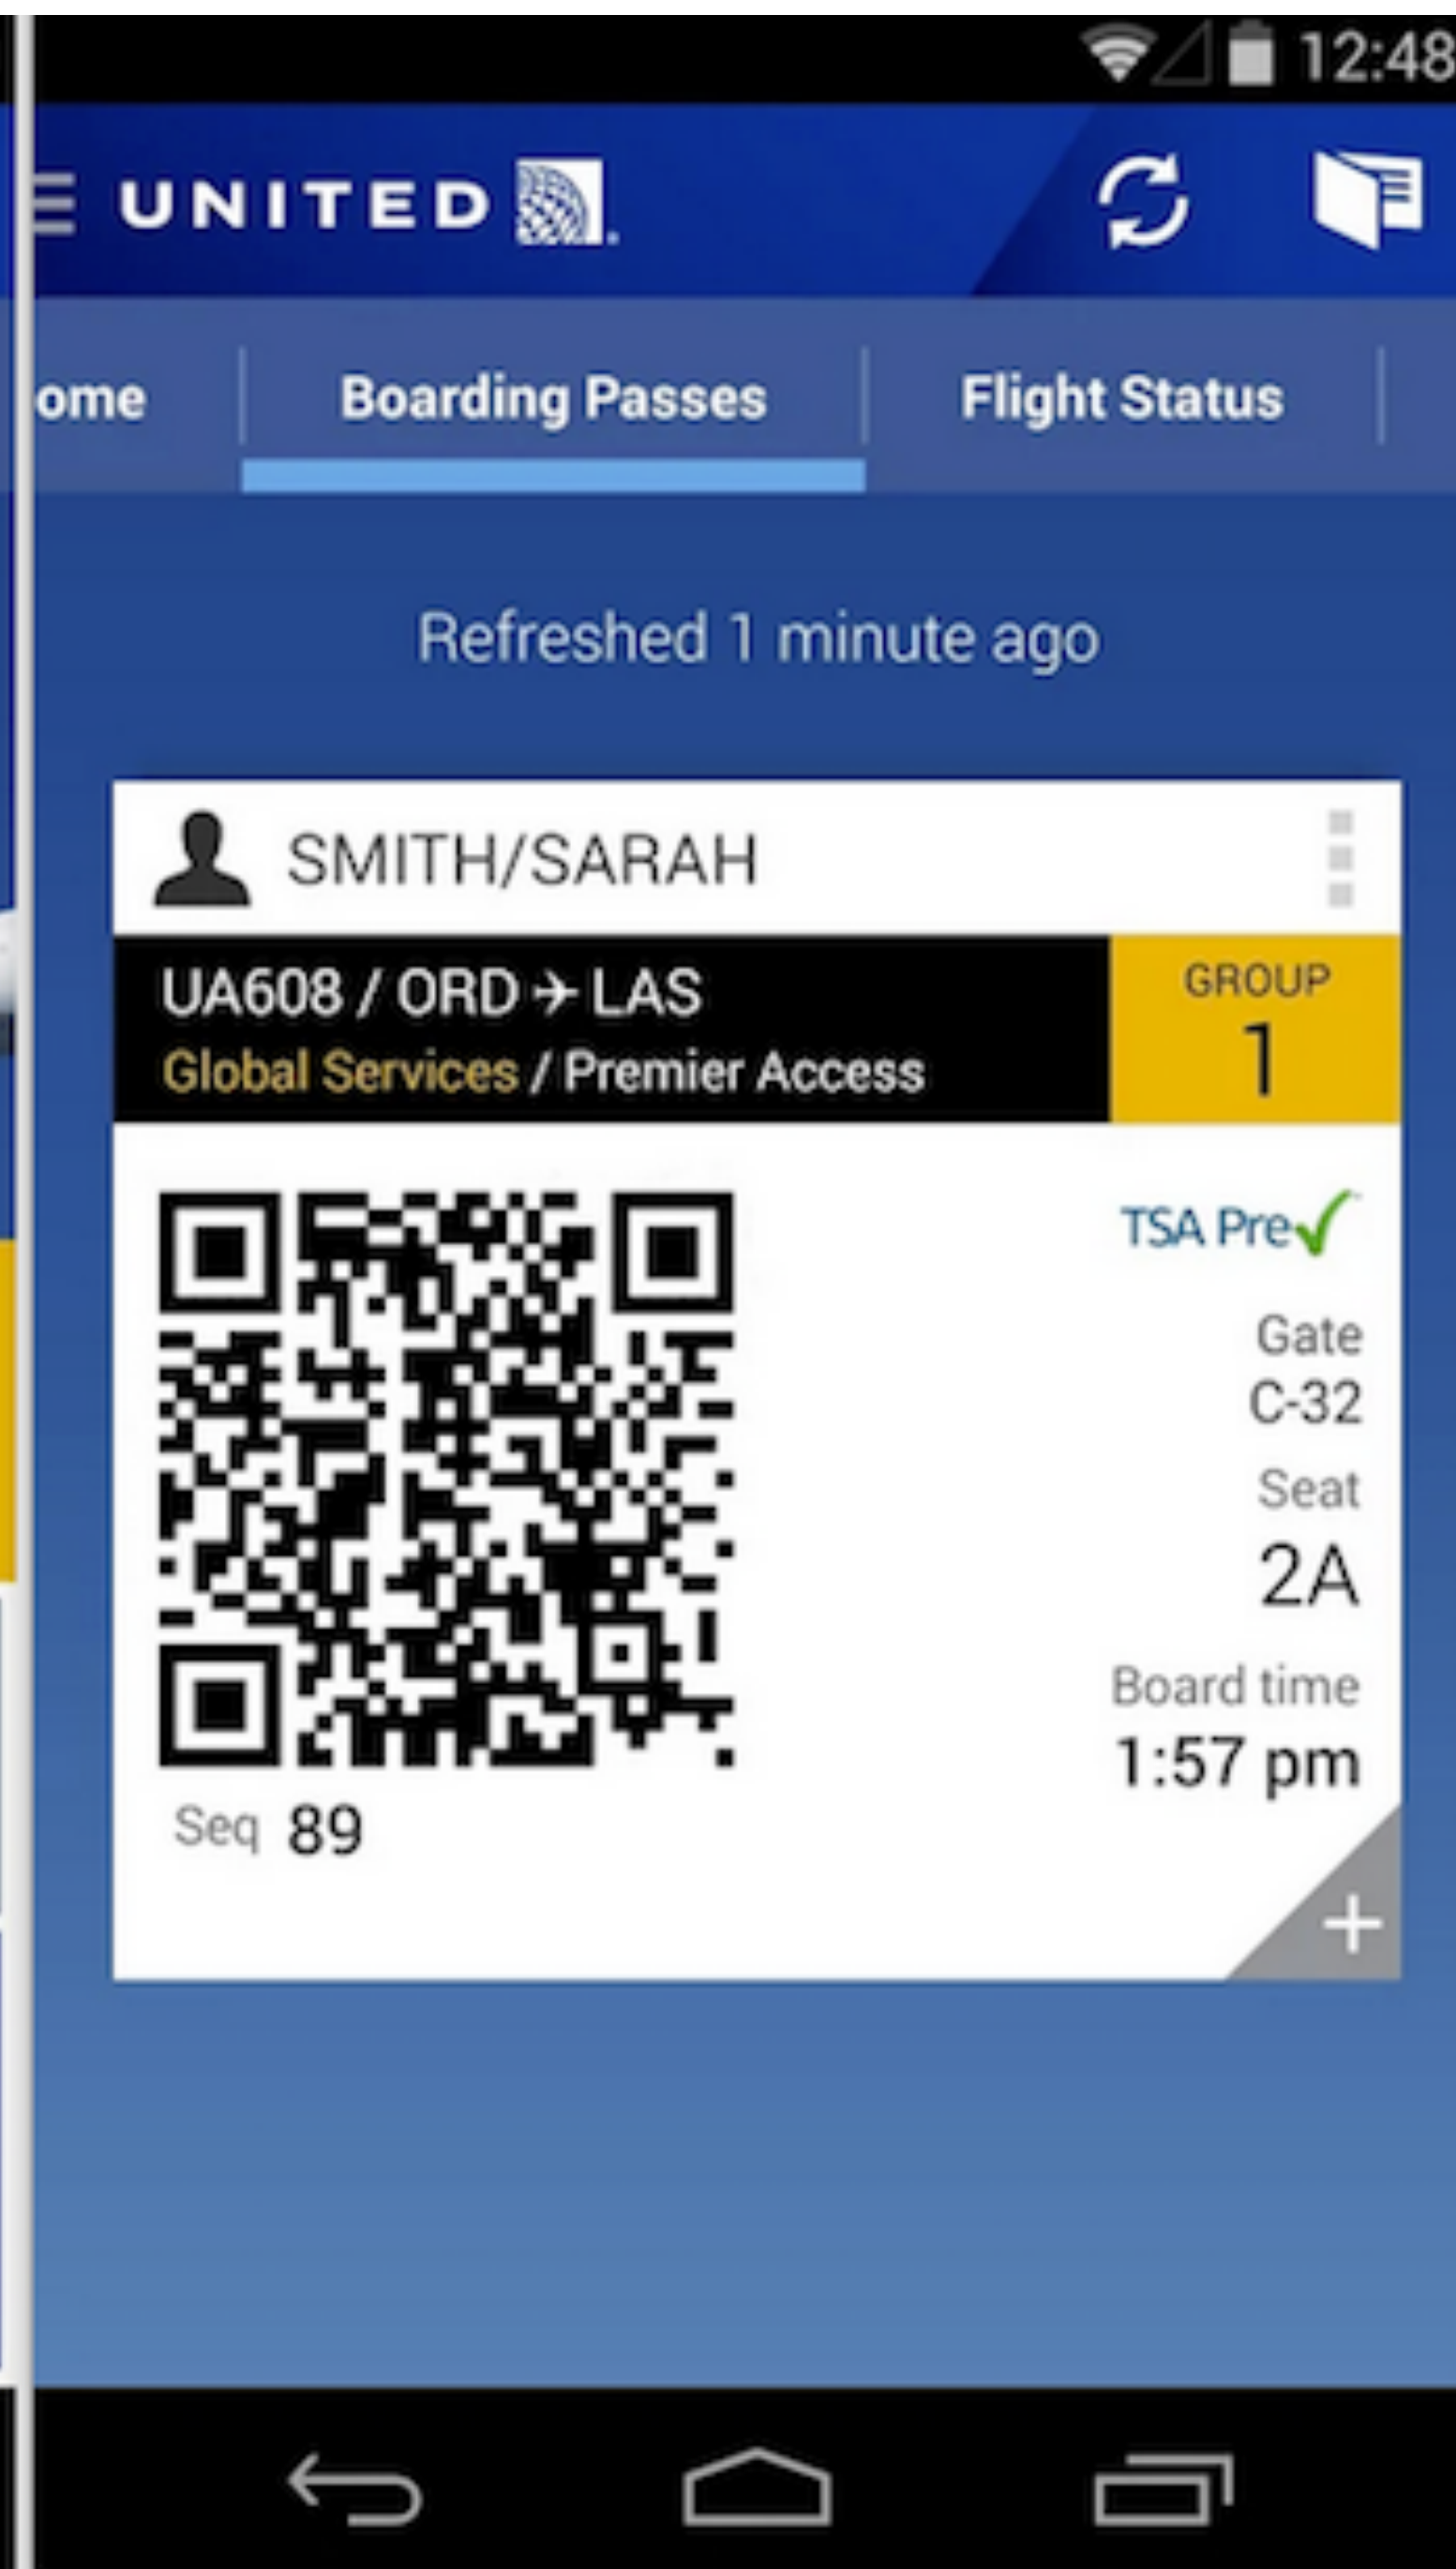 12:48
UNITED
ome
Boarding Passes
Flight Status
Refreshed 1 minute ago
SMITH/SARAH
UA608 / ORD ✈ LAS
Global Services / Premier Access
GROUP
1
TSA Pre✓
Gate
C-32
Seat
2A
Board time
1:57 pm
Seq 89